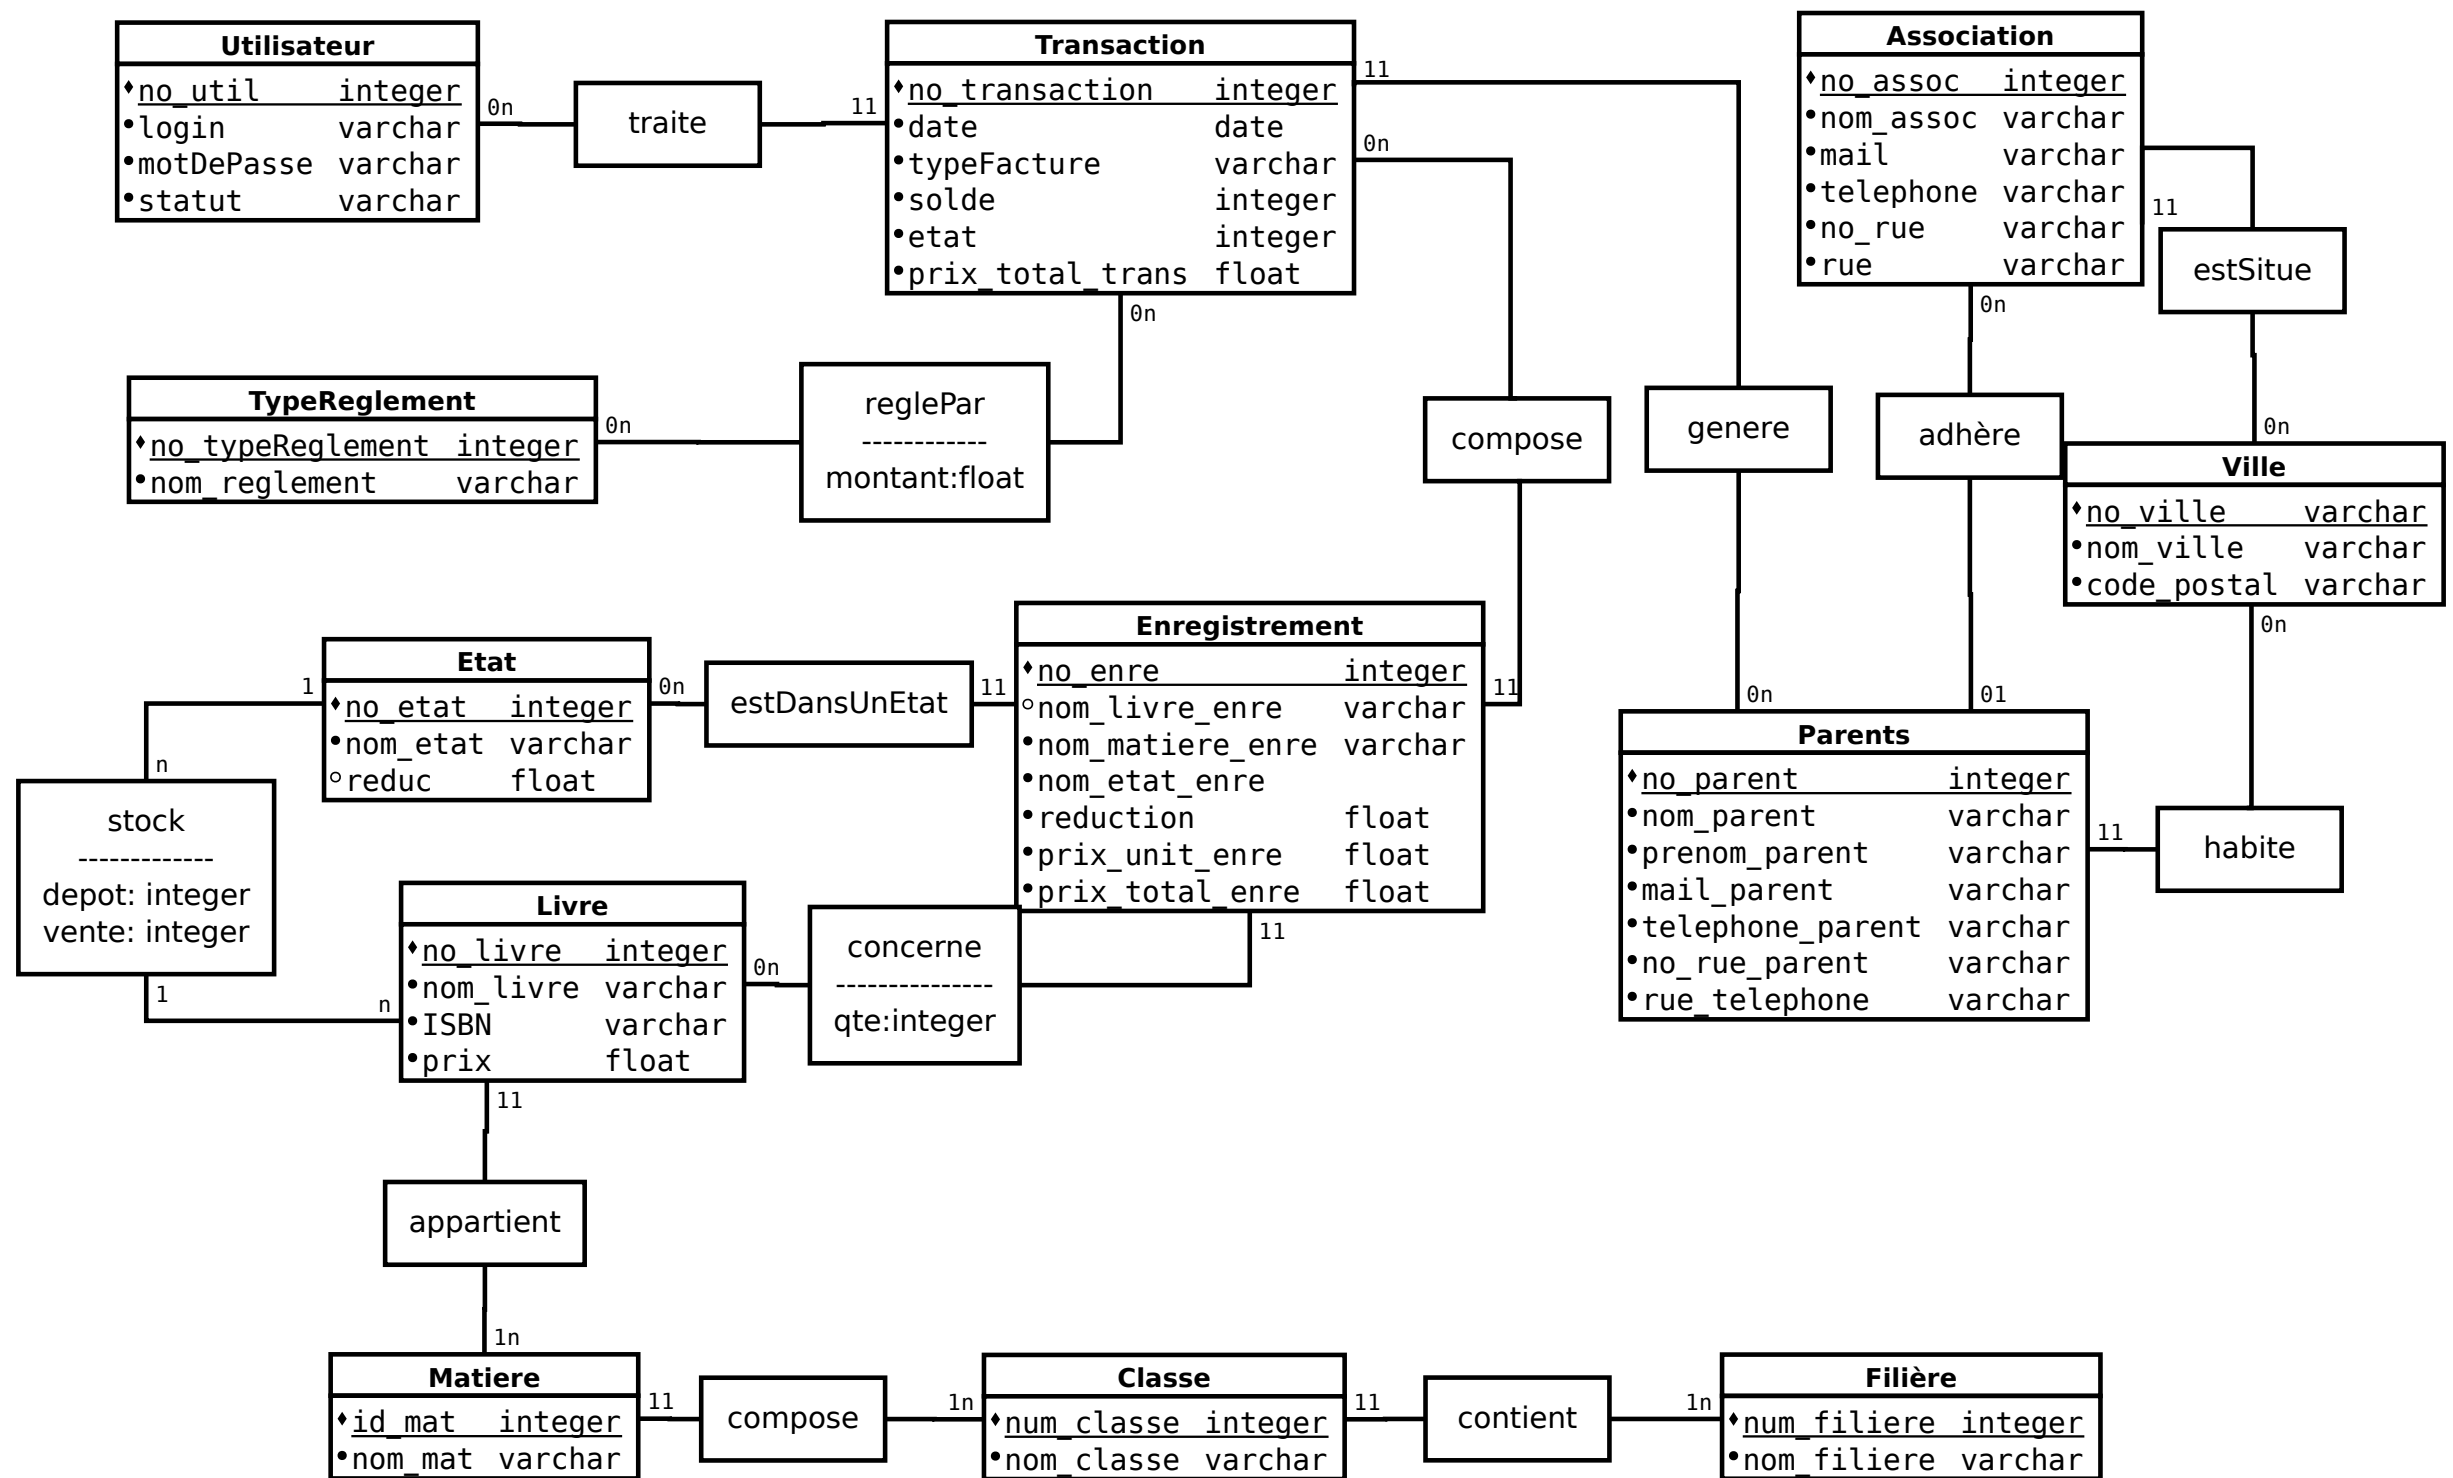 Utilisateur
no_util integer
login varchar
motDePasse varchar
statut varchar
0n
traite
11
Transaction
no_transaction integer
date date
typeFacture varchar
solde integer
etat integer
prix_total_trans float
11
0n
0n
Association
no_assoc integer
nom_assoc varchar
mail varchar
telephone varchar
no_rue varchar
rue varchar
11
estSitue
0n
0n
TypeReglement
no_typeReglement integer
nom_reglement varchar
0n
reglePar
------------
montant:float
compose
genere
adhère
Ville
no_ville varchar
nom_ville varchar
code_postal varchar
0n
Etat
no_etat integer
nom_etat varchar
reduc float
1
n
0n
estDansUnEtat
11
Enregistrement
no_enre integer
nom_livre_enre varchar
nom_matiere_enre varchar
nom_etat_enre
reduction float
prix_unit_enre float
prix_total_enre float
11
11
0n
01
Parents
no_parent integer
nom_parent varchar
prenom_parent varchar
mail_parent varchar
telephone_parent varchar
no_rue_parent varchar
rue_telephone varchar
11
habite
stock
-------------
depot: integer
vente: integer
1
n
Livre
no_livre integer
nom_livre varchar
ISBN varchar
prix float
0n
concerne
---------------
qte:integer
11
appartient
1n
Matiere
id_mat integer
nom_mat varchar
11
compose
1n
Classe
num_classe integer
nom_classe varchar
11
contient
1n
Filière
num_filiere integer
nom_filiere varchar